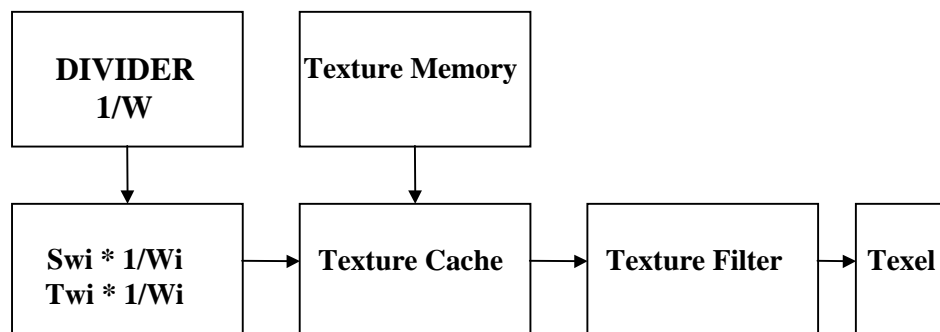 DIVIDER
1/W
Texture Memory
Swi * 1/Wi
Twi * 1/Wi
Texture Cache
Texture Filter
Texel